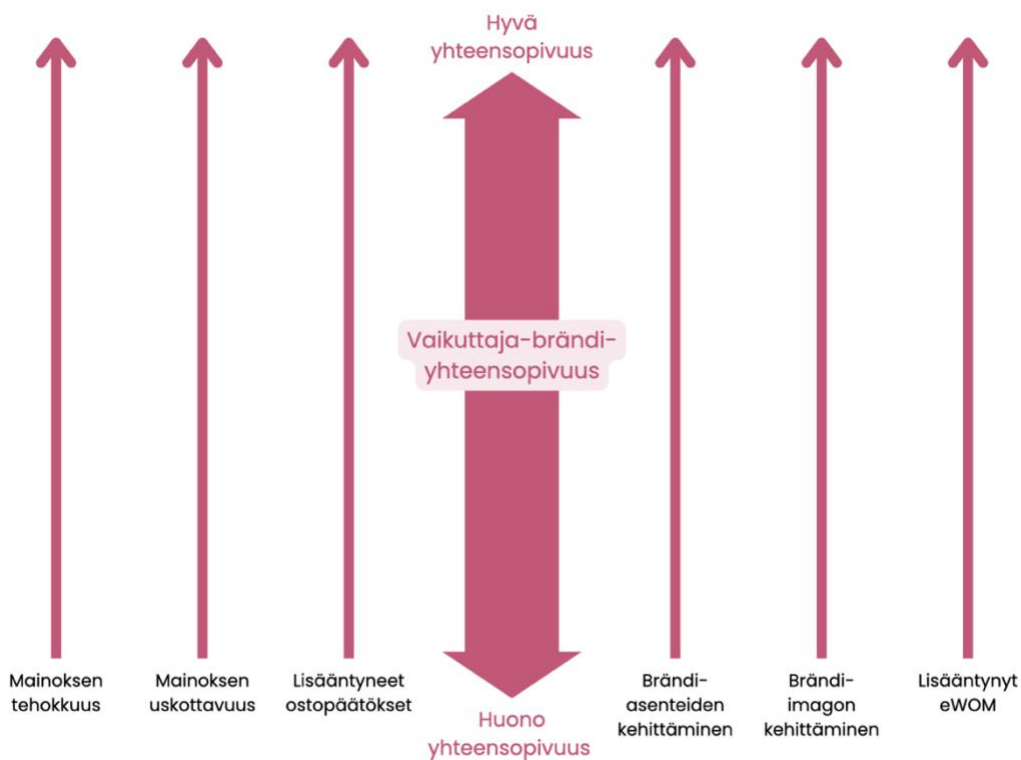 Hyvä
yhteensopivuus
Vaikuttaja-brändi-
yhteensopivuus
Mainoksen
tehokkuus
Mainoksen
uskottavuus
Lisääntyneet
ostopäätökset
Huono
yhteensopivuus
Brändi-
asenteiden
kehittäminen
Brändi-
imagon
kehittäminen
Lisääntynyt
eWOM